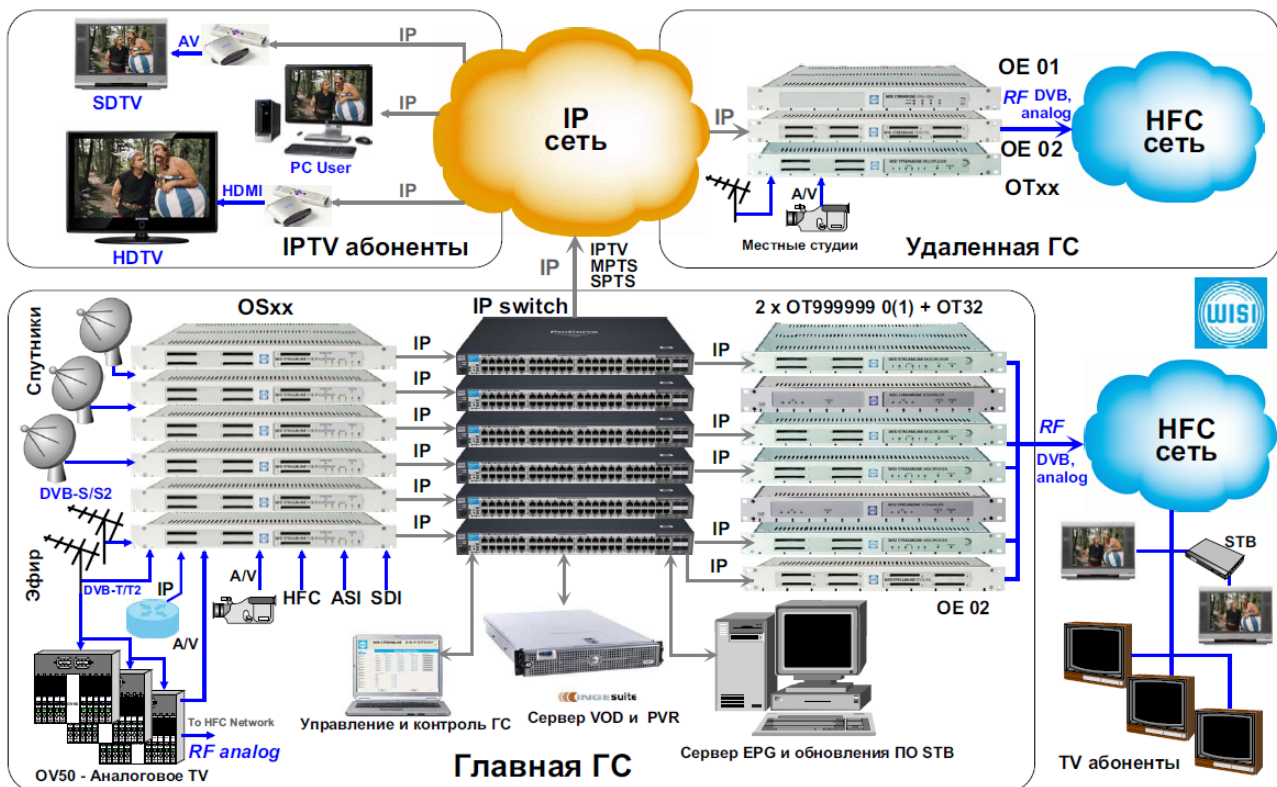 AV
IP
SDTV
IP
PC User
HDMI
IP
HDTV
IPTV абоненты
IP
сеть
IP
OE 01
RF DVB,
analog
OE 02
OTxx
HFC
сеть
A/V
Местные студии
Удаленная ГС
IP
IPTV
MPTS
SPTS
WISI
Спутники
OSxx
IP switch
2 x OT999999 0(1) + OT32
ProCurve
IP
IP
IP
IP
IP
IP
IP
IP
IP
IP
IP
DVB-S/S2
RF
DVB,
analog
HFC
сеть
Эфир
DVB-T/T2
IP
A/V
A/V
HFC
ASI
SDI
OE 02
STB
To HFC Network
RF analog
OV50 - Аналоговое TV
Управление и контроль ГС
INGEsuite
Сервер VOD и PVR
Сервер EPG и обновления ПО STB
Главная ГС
TV абоненты